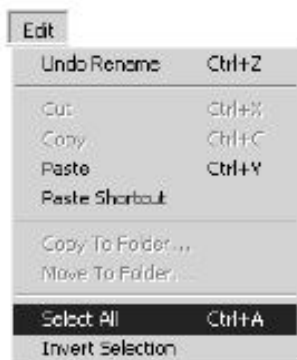 Edit
Undo Rename Ctrl+Z
Cut Ctrl+X
Copy Ctrl+C
Paste Ctrl+V
Paste Shortcut
Copy To Folder...
Move To Folder...
Select All Ctrl+A
Invert Selection